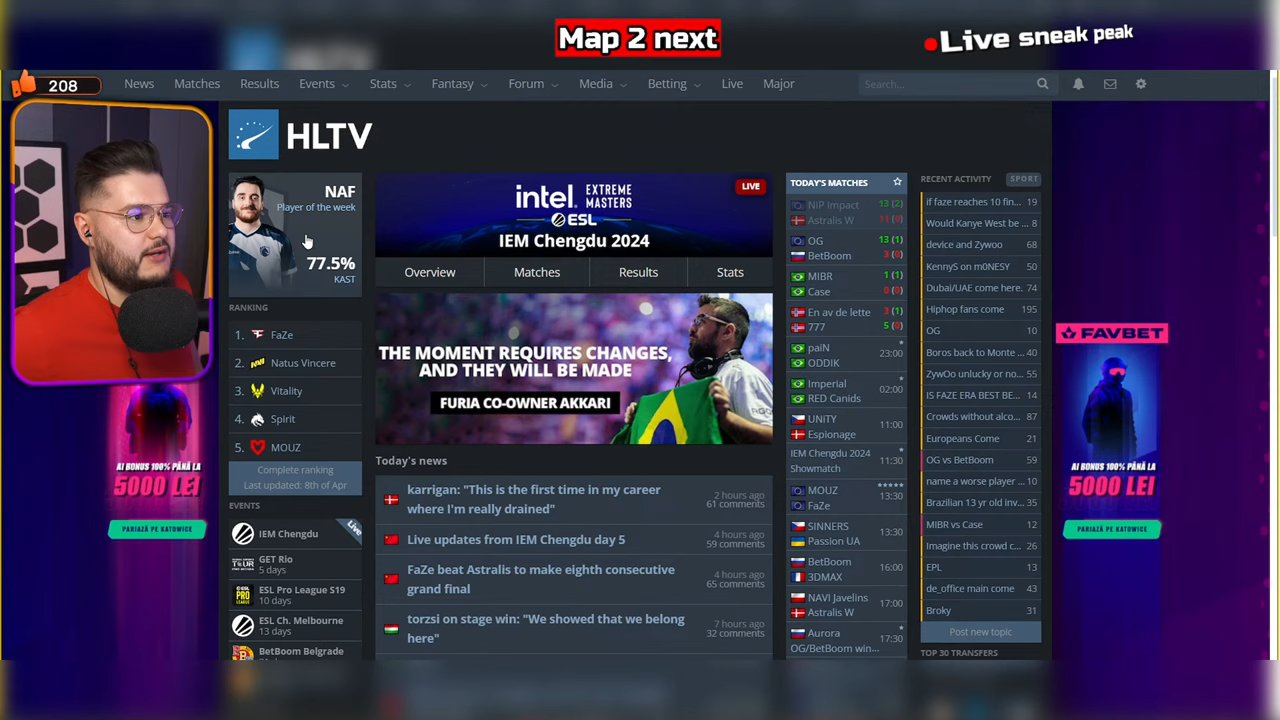 Map 2 next
Live sneak peak
208
News Matches Results Events Stats Fantasy Forum Media Betting Live Major Search...
HLTV
NAF
Player of the week
77.5%
KAST
RANKING
1. FaZe
2. Natus Vincere
3. Vitality
4. Spirit
5. MOUZ
Complete ranking
Last updated: 8th of Apr
EVENTS
IEM Chengdu
Live
GET Rio
5 days
ESL Pro League S19
10 days
ESL Ch. Melbourne
13 days
BetBoom Belgrade
LIVE
intel EXTREME MASTERS
ESL
IEM Chengdu 2024
Overview Matches Results Stats
THE MOMENT REQUIRES CHANGES,
AND THEY WILL BE MADE
FURIA CO-OWNER AKKARI
Today's news
karrigan: "This is the first time in my career
where I'm really drained"
2 hours ago
61 comments
Live updates from IEM Chengdu day 5
4 hours ago
59 comments
FaZe beat Astralis to make eighth consecutive
grand final
4 hours ago
65 comments
torzsi on stage win: "We showed that we belong
here"
7 hours ago
32 comments
TODAY'S MATCHES
NIP Impact 13 (2)
Astralis W 11 (0)
OG 13 (1)
BetBoom 3 (0)
MIBR 1 (1)
Case 0 (0)
En av de lette 3 (1)
777 5 (0)
paiN
ODDIK
23:00
Imperial
RED Canids
02:00
UNiTY
Espionage
11:00
IEM Chengdu 2024
Showmatch
11:30
MOUZ
FaZe
13:30
SINNERS
Passion UA
13:30
BetBoom
3DMAX
16:00
NAVI Javelins
Astralis W
17:00
Aurora
OG/BetBoom win...
17:30
RECENT ACTIVITY SPORT
if faze reaches 10 fin... 19
Would Kanye West be ... 8
device and Zywoo 68
KennyS on m0NESY 50
Dubai/UAE come here. 74
Hiphop fans come 195
OG 10
Boros back to Monte ... 40
ZywOo unlucky or no... 55
IS FAZE ERA BEST BE... 14
Crowds without alco... 87
Europeans Come 21
OG vs BetBoom 59
name a worse player ... 10
Brazilian 13 yr old inv... 35
MIBR vs Case 12
Imagine this crowd c... 26
EPL 13
de_office main come 43
Broky 31
Post new topic
TOP 30 TRANSFERS
AI BONUS 100% PÂNĂ LA
5000 LEI
PARIAZĂ PE KATOWICE
FAVBET
AI BONUS 100% PÂNĂ LA
5000 LEI
PARIAZĂ PE KATOWICE